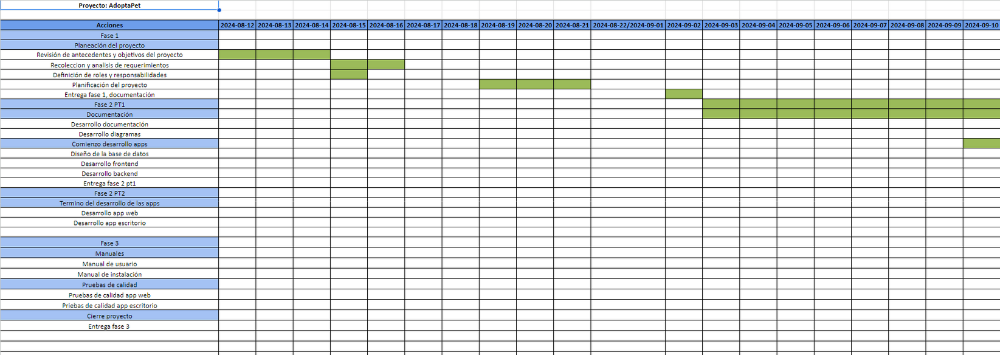 Proyecto: AdoptaPet
Acciones 2024-08-12 2024-08-13 2024-08-14 2024-08-15 2024-08-16 2024-08-17 2024-08-18 2024-08-19 2024-08-20 2024-08-21 2024-08-22/2024-09-01 2024-09-02 2024-09-03 2024-09-04 2024-09-05 2024-09-06 2024-09-07 2024-09-08 2024-09-09 2024-09-10
Fase 1
Planeación del proyecto
Revisión de antecedentes y objetivos del proyecto
Recoleccion y analisis de requerimientos
Definición de roles y responsabilidades
Planificación del proyecto
Entrega fase 1, documentación
Fase 2 PT1
Documentación
Desarrollo documentación
Desarrollo diagramas
Comienzo desarrollo apps
Diseño de la base de datos
Desarrollo frontend
Desarrollo backend
Entrega fase 2 pt1
Fase 2 PT2
Termino del desarrollo de las apps
Desarrollo app web
Desarrollo app escritorio
Fase 3
Manuales
Manual de usuario
Manual de instalación
Pruebas de calidad
Pruebas de calidad app web
Priebas de calidad app escritorio
Cierre proyecto
Entrega fase 3